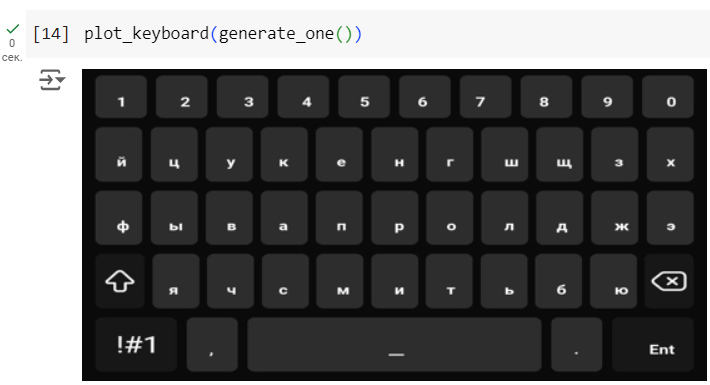 [14] plot_keyboard(generate_one())
0
сек.
1 2 3 4 5 6 7 8 9 0
й ц у к е н г ш щ з х
ф ы в а п р о л д ж э
я ч с м и т ь б ю
!#1 , _ . Ent